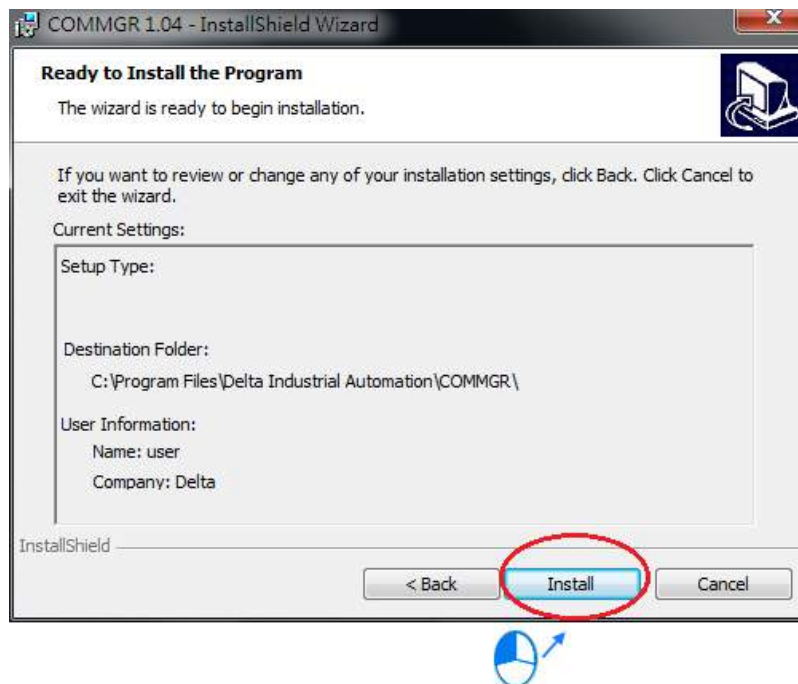 COMMGR 1.04 - InstallShield Wizard
Ready to Install the Program
The wizard is ready to begin installation.
If you want to review or change any of your installation settings, click Back. Click Cancel to
exit the wizard.
Current Settings:
Setup Type:
Destination Folder:
C:\Program Files\Delta Industrial Automation\COMMGR\
User Information:
Name: user
Company: Delta
InstallShield
< Back
Install
Cancel